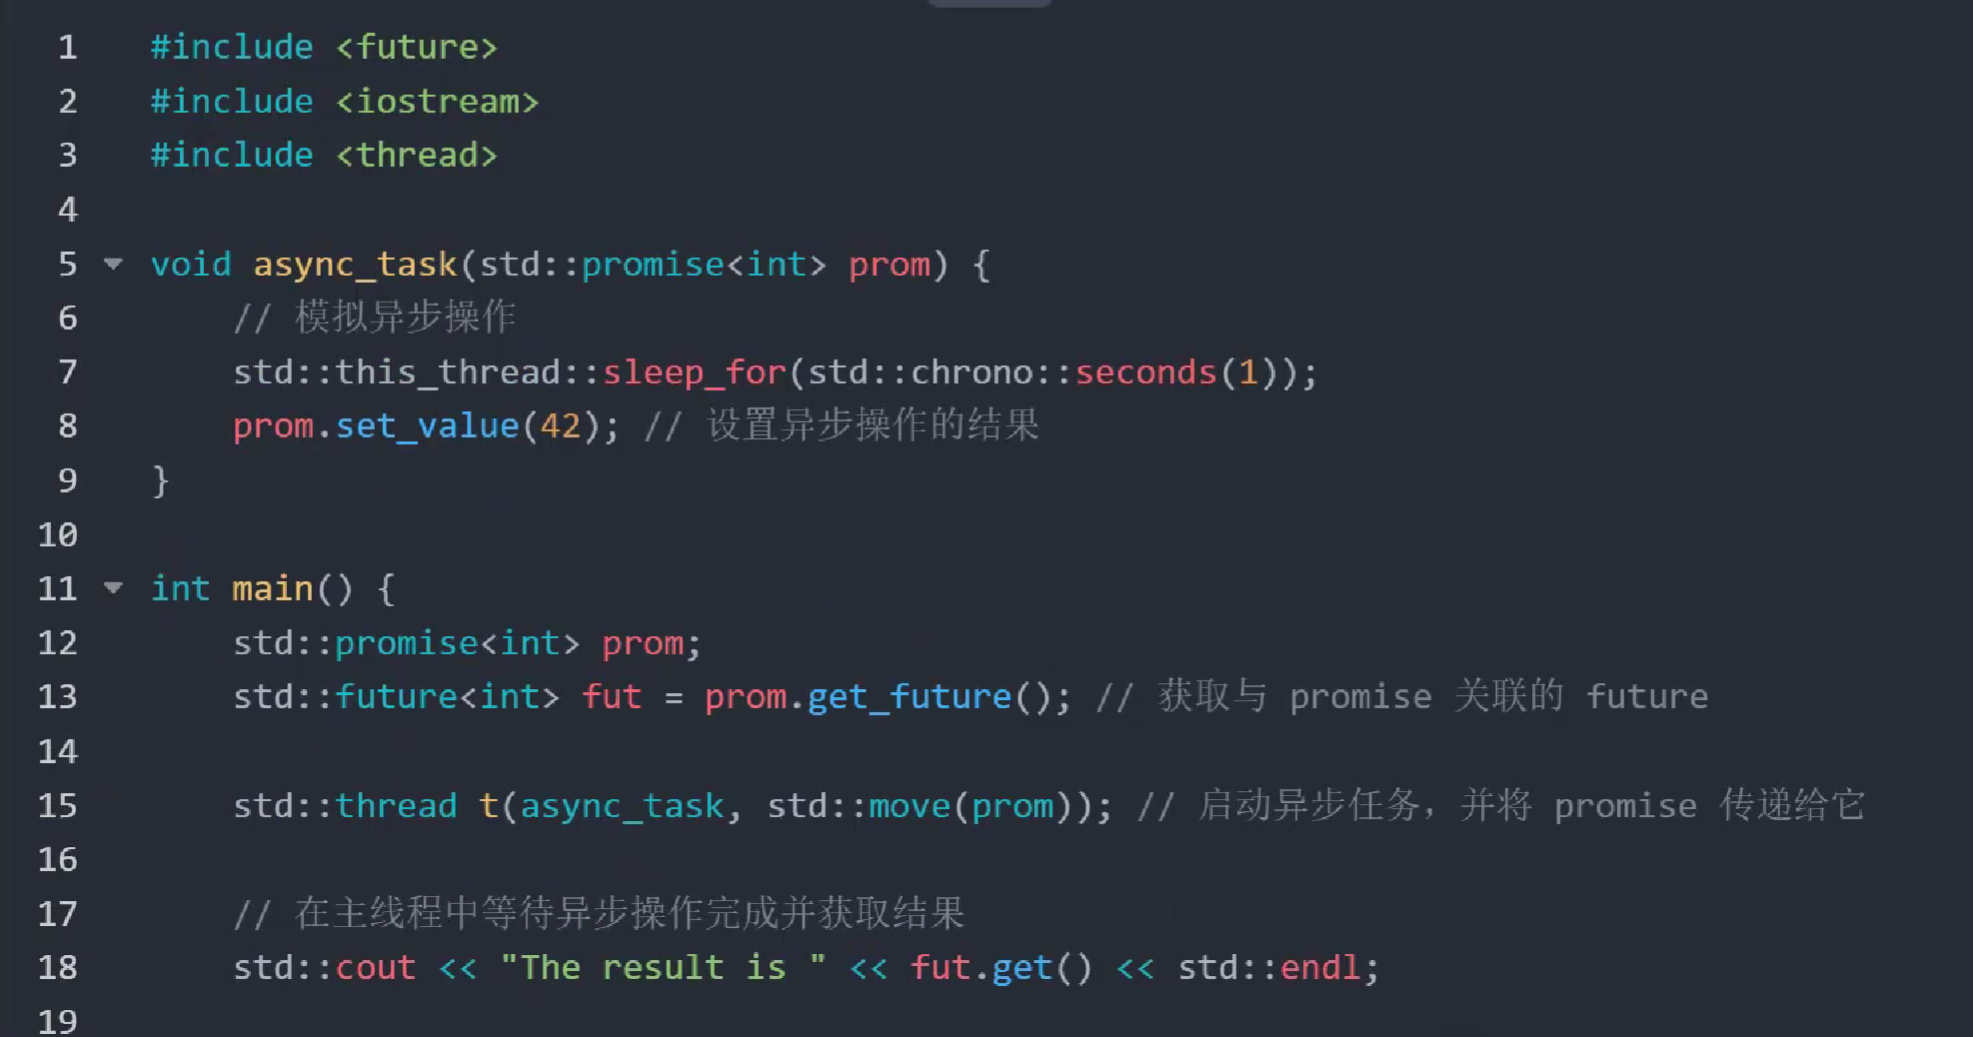 1 #include <future>
2 #include <iostream>
3 #include <thread>
4
5 void async_task(std::promise<int> prom) {
6     // 模拟异步操作
7     std::this_thread::sleep_for(std::chrono::seconds(1));
8     prom.set_value(42); // 设置异步操作的结果
9 }
10
11 int main() {
12     std::promise<int> prom;
13     std::future<int> fut = prom.get_future(); // 获取与 promise 关联的 future
14
15     std::thread t(async_task, std::move(prom)); // 启动异步任务，并将 promise 传递给它
16
17     // 在主线程中等待异步操作完成并获取结果
18     std::cout << "The result is " << fut.get() << std::endl;
19